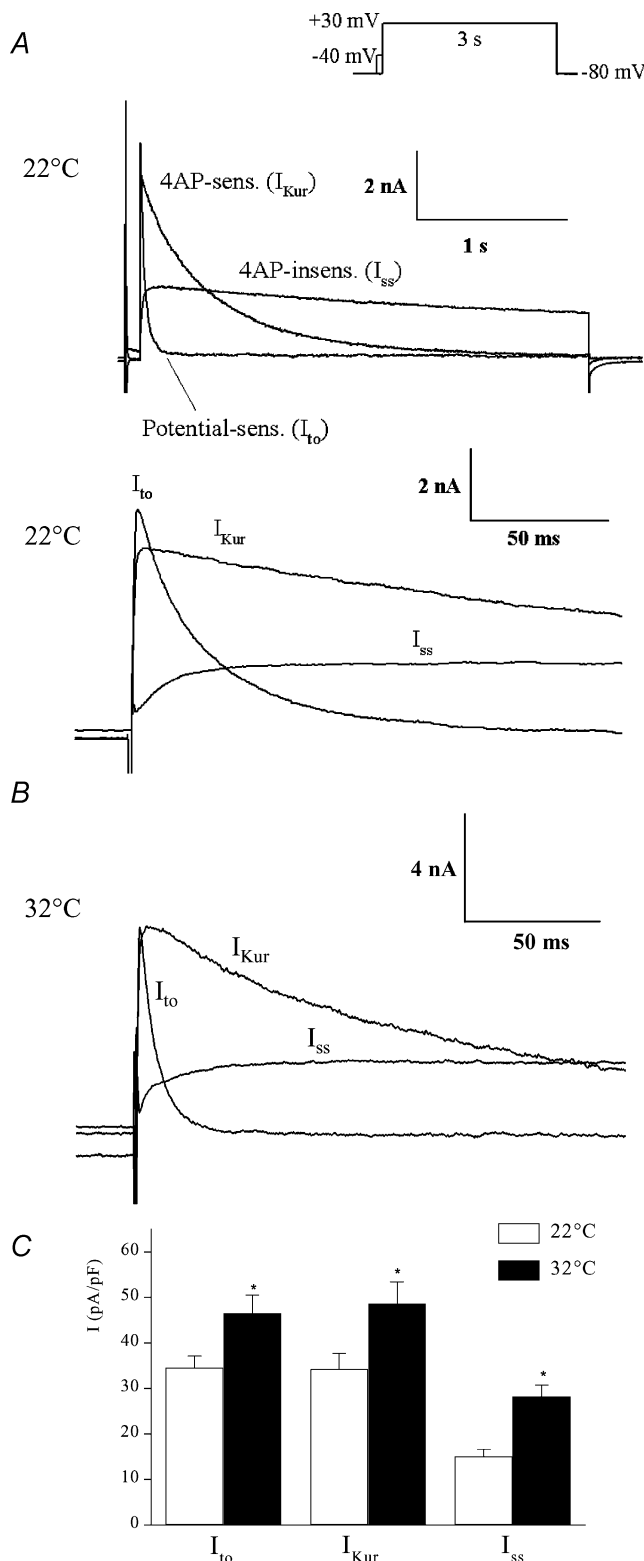 A
+30 mV
3 s
-40 mV
-80 mV
22°C
4AP-sens. (IKur)
2 nA
1 s
4AP-insens. (Iss)
Potential-sens. (Ito)
22°C
Ito
IKur
Iss
2 nA
50 ms
B
32°C
4 nA
50 ms
IKur
Ito
Iss
C
22°C
32°C
I (pA/pF)
60
50
40
30
20
10
0
* * *
Ito IKur Iss